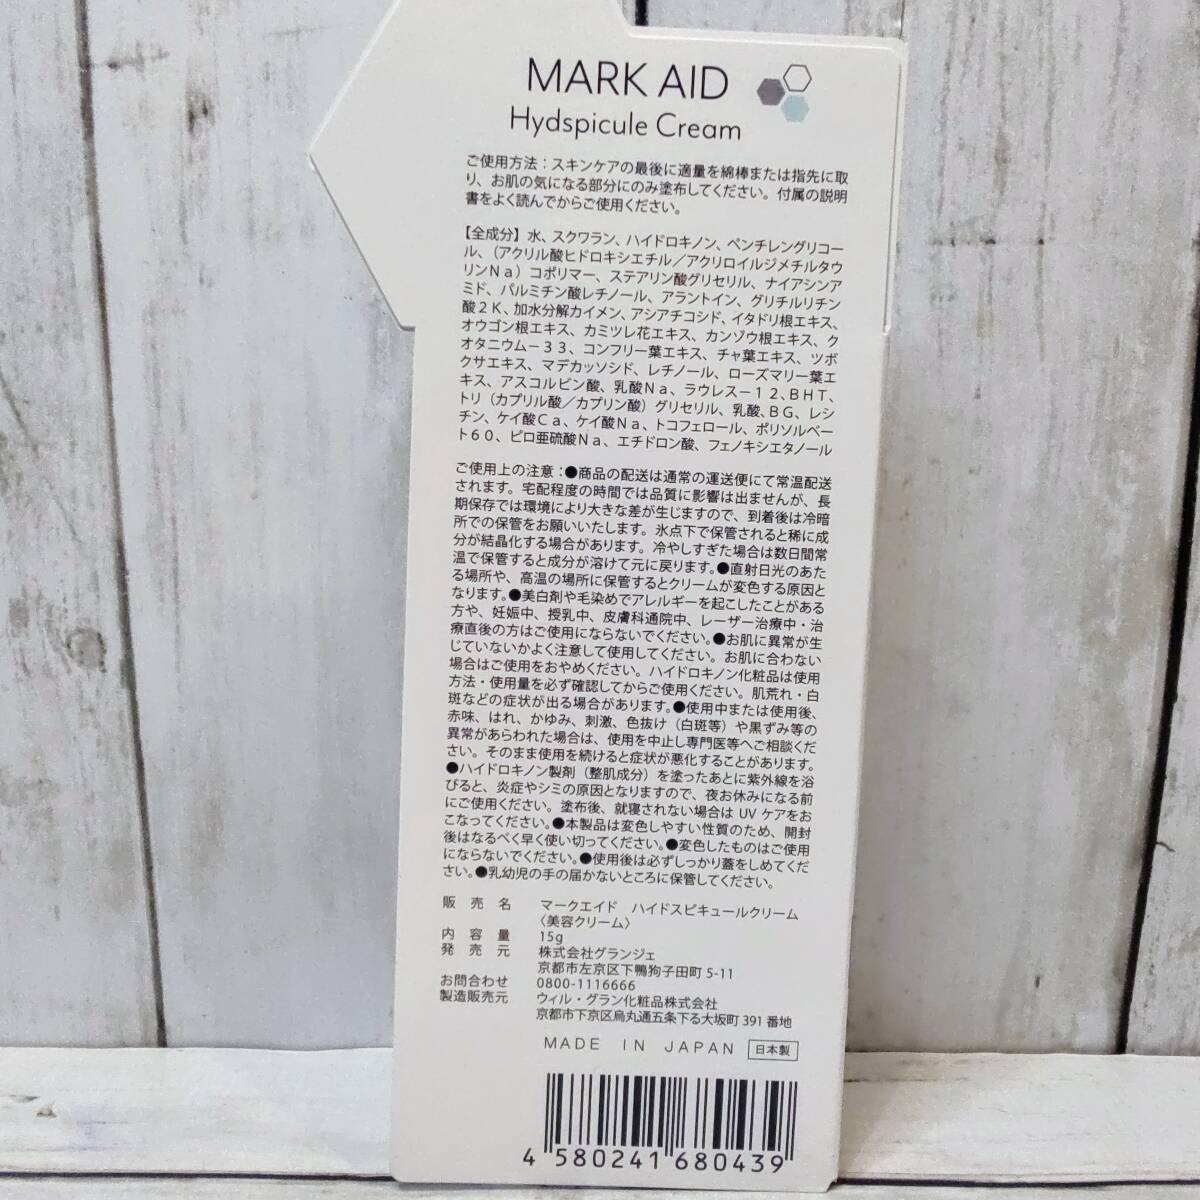 MARK AID
Hydspicule Cream
ご使用方法：スキンケアの最後に適量を綿棒または指先に取
り、お肌の気になる部分にのみ塗布してください。付属の説明
書をよく読んでからご使用ください。
【全成分】水、スクワラン、ハイドロキノン、ペンチレングリコー
ル、（アクリル酸ヒドロキシエチル／アクリロイルジメチルタウ
リンＮａ）コポリマー、ステアリン酸グリセリル、ナイアシンア
ミド、パルミチン酸レチノール、アラントイン、グリチルリチン
酸２Ｋ、加水分解カイメン、アシアチコシド、イタドリ根エキス、
オウゴン根エキス、カミツレ花エキス、カンゾウ根エキス、ク
オタニウム－３３、コンフリー葉エキス、チャ葉エキス、ツボ
クサエキス、マデカッソシド、レチノール、ローズマリー葉エ
キス、アスコルビン酸、乳酸Ｎａ、ラウレス－１２、ＢＨＴ、
トリ（カプリル酸／カプリン酸）グリセリル、乳酸、ＢＧ、レシ
チン、ケイ酸Ｃａ、ケイ酸Ｎａ、トコフェロール、ポリソルベー
ト６０、ピロ亜硫酸Ｎａ、エチドロン酸、フェノキシエタノール
ご使用上の注意：●商品の配送は通常の運送便にて常温配送
されます。宅配程度の時間では品質に影響は出ませんが、長
期保存では環境により大きな差が生じますので、到着後は冷暗
所での保管をお願いいたします。氷点下で保管されると稀に成
分が結晶化する場合があります。冷やしすぎた場合は数日間常
温で保管すると成分が溶けて元に戻ります。●直射日光のあた
る場所や、高温の場所に保管するとクリームが変色する原因と
なります。●美白剤や毛染めでアレルギーを起こしたことがある
方や、妊娠中、授乳中、皮膚科通院中、レーザー治療中・治
療直後の方はご使用にならないでください。●お肌に異常が生
じていないかよく注意して使用してください。お肌に合わない
場合はご使用をおやめください。ハイドロキノン化粧品は使用
方法・使用量を必ず確認してからご使用ください。肌荒れ・白
斑などの症状が出る場合があります。●使用中または使用後、
赤味、はれ、かゆみ、刺激、色抜け（白斑等）や黒ずみ等の
異常があらわれた場合は、使用を中止し専門医等へご相談くだ
さい。そのまま使用を続けると症状が悪化することがあります。
●ハイドロキノン製剤（整肌成分）を塗ったあとに紫外線を浴
びると、炎症やシミの原因となりますので、夜お休みになる前
にご使用ください。塗布後、就寝されない場合は UV ケアをお
こなってください。●本製品は変色しやすい性質のため、開封
後はなるべく早く使い切ってください。●変色したものはご使用
にならないでください。●使用後は必ずしっかり蓋をしめてくだ
さい。●乳幼児の手の届かないところに保管してください。
販売名 マークエイド ハイドスピキュールクリーム
〈美容クリーム〉
内容量 15g
発売元 株式会社グランジェ
京都市左京区下鴨狗子田町 5-11
お問合わせ 0800-1116666
製造販売元 ウィル・グラン化粧品株式会社
京都市下京区烏丸通五条下る大坂町 391 番地
MADE IN JAPAN 日本製
4 580241 680439